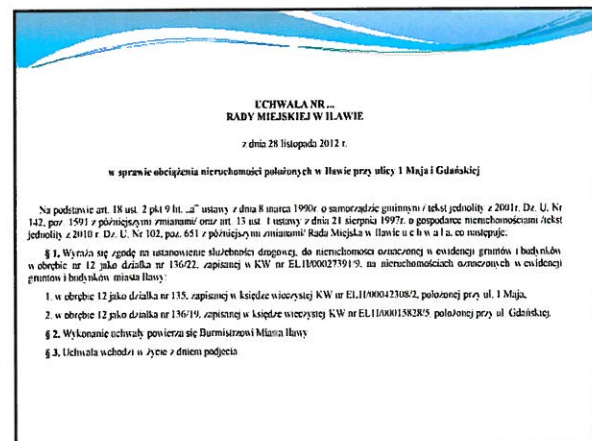 UCHWAŁA NR ...
RADY MIEJSKIEJ W IŁAWIE
z dnia 28 listopada 2012 r.
w sprawie obciążenia nieruchomości położonych w Iławie przy ulicy 1 Maja i Gdańskiej
Na podstawie art. 18 ust. 2 pkt 9 lit. „a" ustawy z dnia 8 marca 1990r. o samorządzie gminnym / tekst jednolity z 2001r. Dz. U. Nr
142, poz. 1591 z późniejszymi zmianami/ oraz art. 13 ust. 1 ustawy z dnia 21 sierpnia 1997r. o gospodarce nieruchomościami /tekst
jednolity z 2010 r. Dz. U. Nr 102, poz. 651 z późniejszymi zmianami/ Rada Miejska w Iławie u c h w a l a, co następuje:
§ 1. Wyraża się zgodę na ustanowienie służebności drogowej, do nieruchomości oznaczonej w ewidencji gruntów i budynków
w obrębie nr 12 jako działka nr 136/22, zapisanej w KW nr EL1I/00027391/9, na nieruchomościach oznaczonych w ewidencji
gruntów i budynków miasta Iławy:
1. w obrębie 12 jako działka nr 135, zapisanej w księdze wieczystej KW nr EL1I/00042308/2, położonej przy ul. 1 Maja,
2. w obrębie 12 jako działka nr 136/19, zapisanej w księdze wieczystej KW nr EL1I/00015828/5, położonej przy ul. Gdańskiej.
§ 2. Wykonanie uchwały powierza się Burmistrzowi Miasta Iławy
§ 3. Uchwała wchodzi w życie z dniem podjęcia